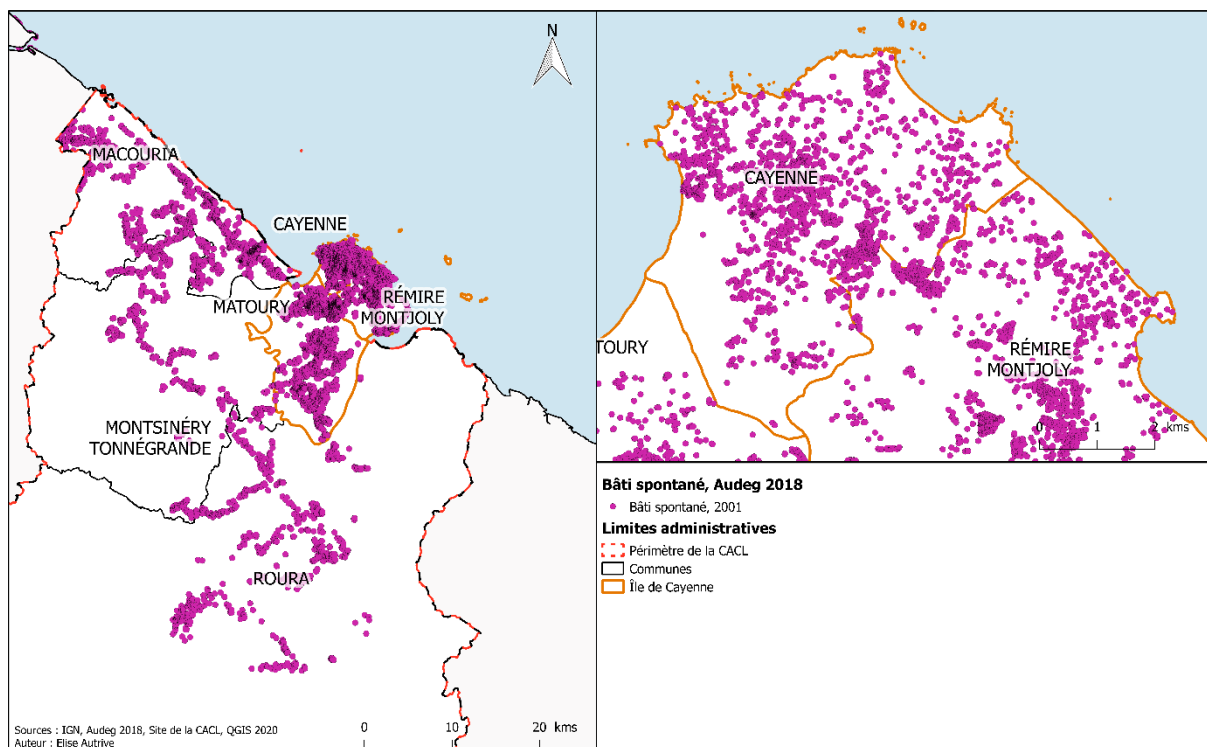 N
MACOURIA
CAYENNE
MATOURY
RÉMIRE
MONTJOLY
MONTSINÉRY
TONNÉGRANDE
ROURA
Sources : IGN, Audeg 2018, Site de la CACL, QGIS 2020
Auteur : Elise Autrive
0 10 20 kms
CAYENNE
TOURY
RÉMIRE
MONTJOLY
0 1 2 kms
Bâti spontané, Audeg 2018
Bâti spontané, 2001
Limites administratives
Périmètre de la CACL
Communes
Île de Cayenne